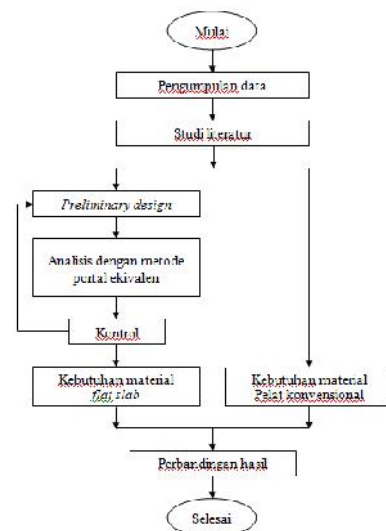 Mulai
Pengumpulan data
Studi literatur
Preliminary design
Analisis dengan metode
portal ekivalen
Kontrol
Kebutuhan material
flat slab
Kebutuhan material
Pelat konvensional
Perbandingan hasil
Selesai